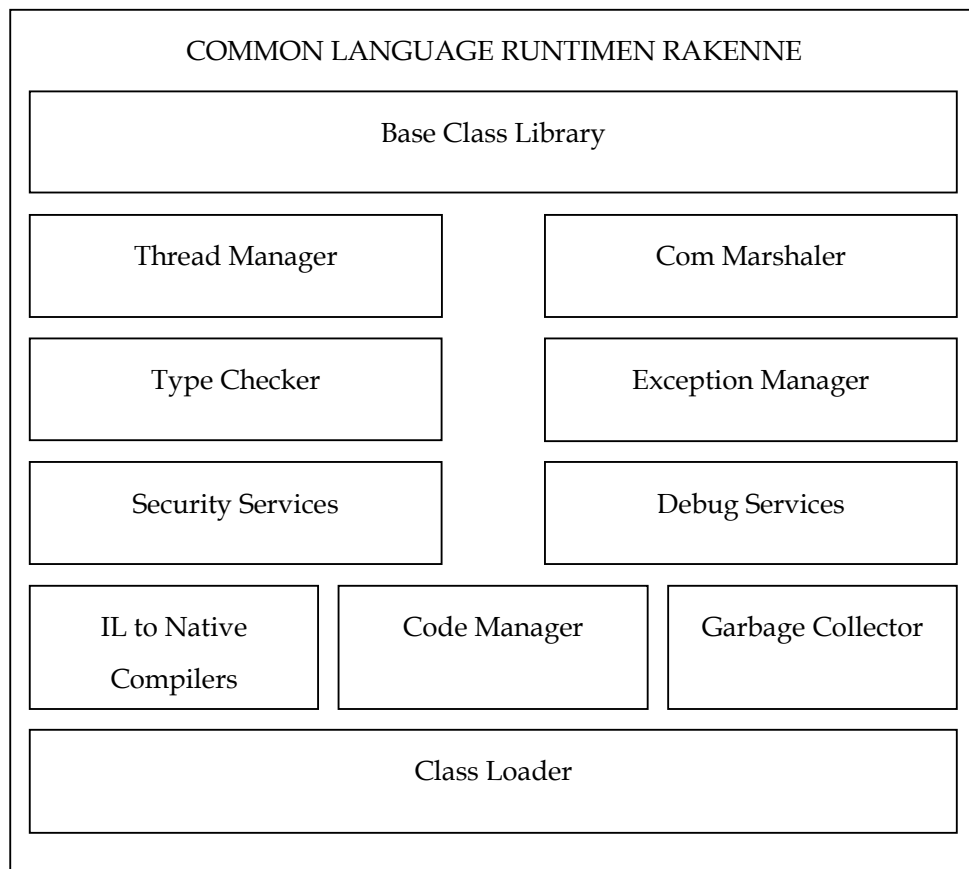 COMMON LANGUAGE RUNTIMEN RAKENNE
Base Class Library
Thread Manager
Com Marshaler
Type Checker
Exception Manager
Security Services
Debug Services
IL to Native
Compilers
Code Manager
Garbage Collector
Class Loader